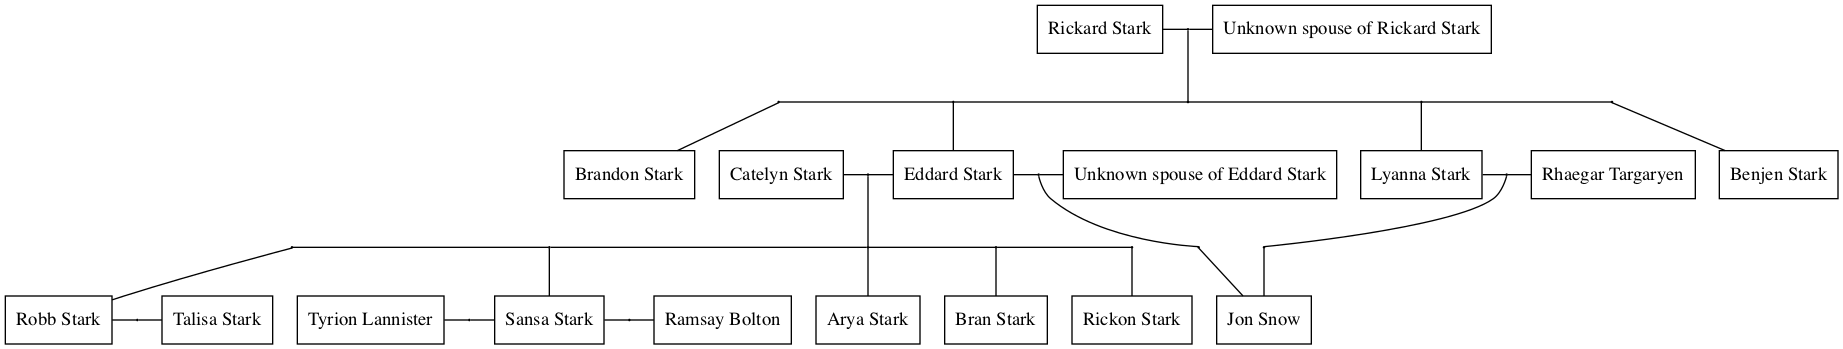 Rickard Stark
Unknown spouse of Rickard Stark
Brandon Stark
Catelyn Stark
Eddard Stark
Unknown spouse of Eddard Stark
Lyanna Stark
Rhaegar Targaryen
Benjen Stark
Robb Stark
Talisa Stark
Tyrion Lannister
Sansa Stark
Ramsay Bolton
Arya Stark
Bran Stark
Rickon Stark
Jon Snow